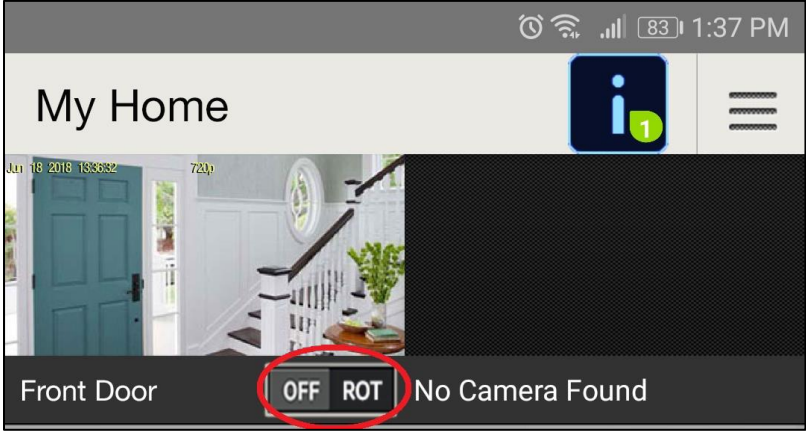 83 1:37 PM
My Home
i 1
Jun 18 2018 13:36:32 720p
Front Door OFF ROT No Camera Found